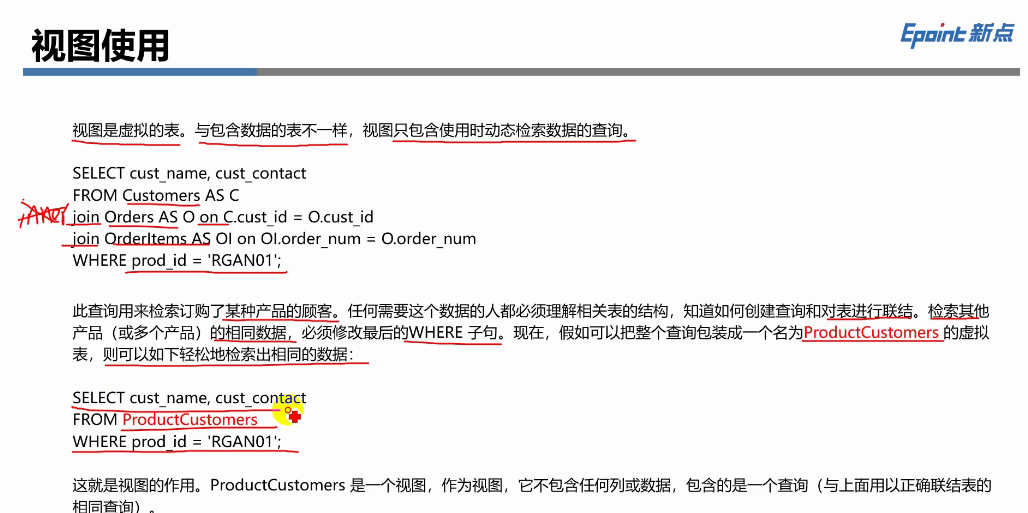 视图使用
Epoint 新点
视图是虚拟的表。与包含数据的表不一样，视图只包含使用时动态检索数据的查询。
SELECT cust_name, cust_contact
FROM Customers AS C
join Orders AS O on C.cust_id = O.cust_id
join OrderItems AS OI on OI.order_num = O.order_num
WHERE prod_id = 'RGAN01';
此查询用来检索订购了某种产品的顾客。任何需要这个数据的人都必须理解相关表的结构，知道如何创建查询和对表进行联结。检索其他
产品（或多个产品）的相同数据，必须修改最后的WHERE 子句。现在，假如可以把整个查询包装成一个名为ProductCustomers 的虚拟
表，则可以如下轻松地检索出相同的数据：
SELECT cust_name, cust_contact
FROM ProductCustomers
WHERE prod_id = 'RGAN01';
这就是视图的作用。ProductCustomers 是一个视图，作为视图，它不包含任何列或数据，包含的是一个查询（与上面用以正确联结表的
相同查询）。